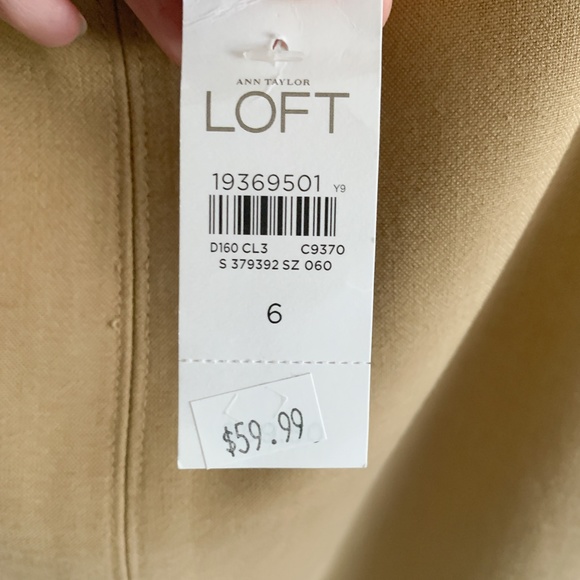 ANN TAYLOR
LOFT
19369501 Y9
D160 CL3 C9370
S 379392 SZ 060
6
$59.99